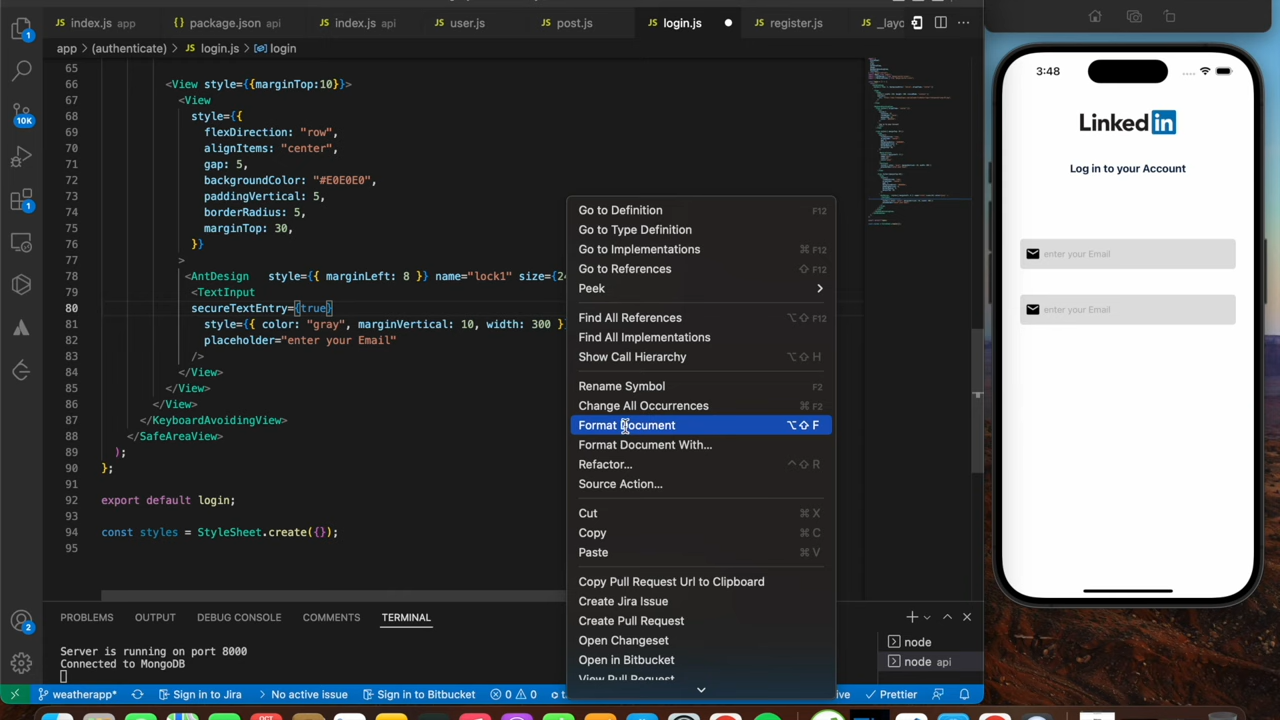 index.js app
package.json api
index.js api
user.js
post.js
login.js
register.js
app > (authenticate) > login.js > login
65
66 <View style={{marginTop:10}}>
67 <View
68 style={{
69 flexDirection: "row",
70 alignItems: "center",
71 gap: 5,
72 backgroundColor: "#E0E0E0",
73 paddingVertical: 5,
74 borderRadius: 5,
75 marginTop: 30,
76 }}
77 >
78 <AntDesign style={{ marginLeft: 8 }} name="lock1" size={24
79 <TextInput
80 secureTextEntry={true}
81 style={{ color: "gray", marginVertical: 10, width: 300 }}
82 placeholder="enter your Email"
83 />
84 </View>
85 </View>
86 </View>
87 </KeyboardAvoidingView>
88 </SafeAreaView>
89 );
90 };
91
92 export default login;
93
94 const styles = StyleSheet.create({});
95
Go to Definition F12
Go to Type Definition
Go to Implementations ⌘ F12
Go to References ⇧ F12
Peek
Find All References ⌥⇧ F12
Find All Implementations
Show Call Hierarchy ⌥⇧ H
Rename Symbol F2
Change All Occurrences ⌘ F2
Format Document ⌥⇧ F
Format Document With...
Refactor... ^⇧ R
Source Action...
Cut ⌘ X
Copy ⌘ C
Paste ⌘ V
Copy Pull Request Url to Clipboard
Create Jira Issue
Create Pull Request
Open Changeset
Open in Bitbucket
View Pull Request
PROBLEMS OUTPUT DEBUG CONSOLE COMMENTS TERMINAL
Server is running on port 8000
Connected to MongoDB
node
node api
10K
1
1
2
weatherapp* Sign in to Jira No active issue Sign in to Bitbucket 0 0 Prettier
3:48
Linked in
Log in to your Account
enter your Email
enter your Email